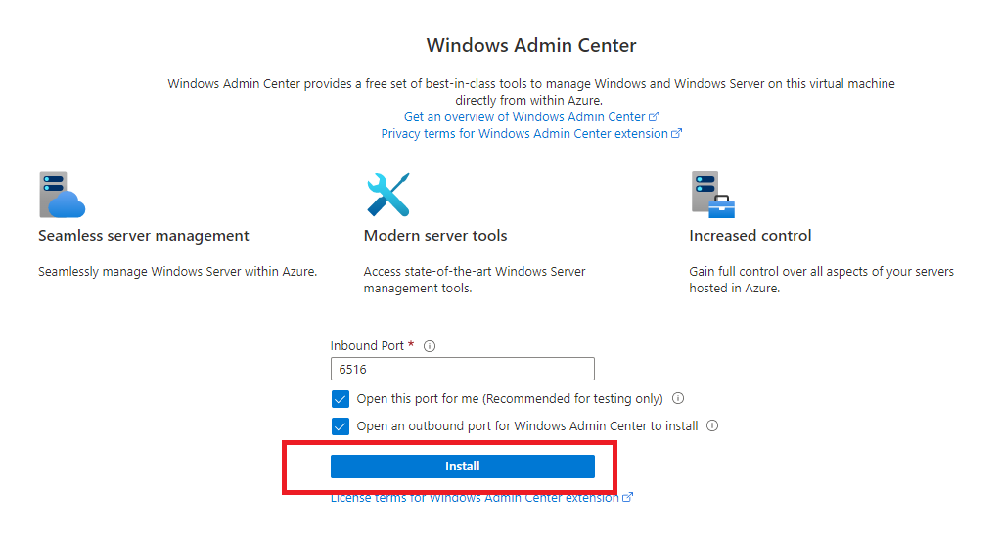 Windows Admin Center
Windows Admin Center provides a free set of best-in-class tools to manage Windows and Windows Server on this virtual machine
directly from within Azure.
Get an overview of Windows Admin Center
Privacy terms for Windows Admin Center extension
Seamless server management
Seamlessly manage Windows Server within Azure.
Modern server tools
Access state-of-the-art Windows Server
management tools.
Increased control
Gain full control over all aspects of your servers
hosted in Azure.
Inbound Port *
6516
Open this port for me (Recommended for testing only)
Open an outbound port for Windows Admin Center to install
Install
License terms for Windows Admin Center extension